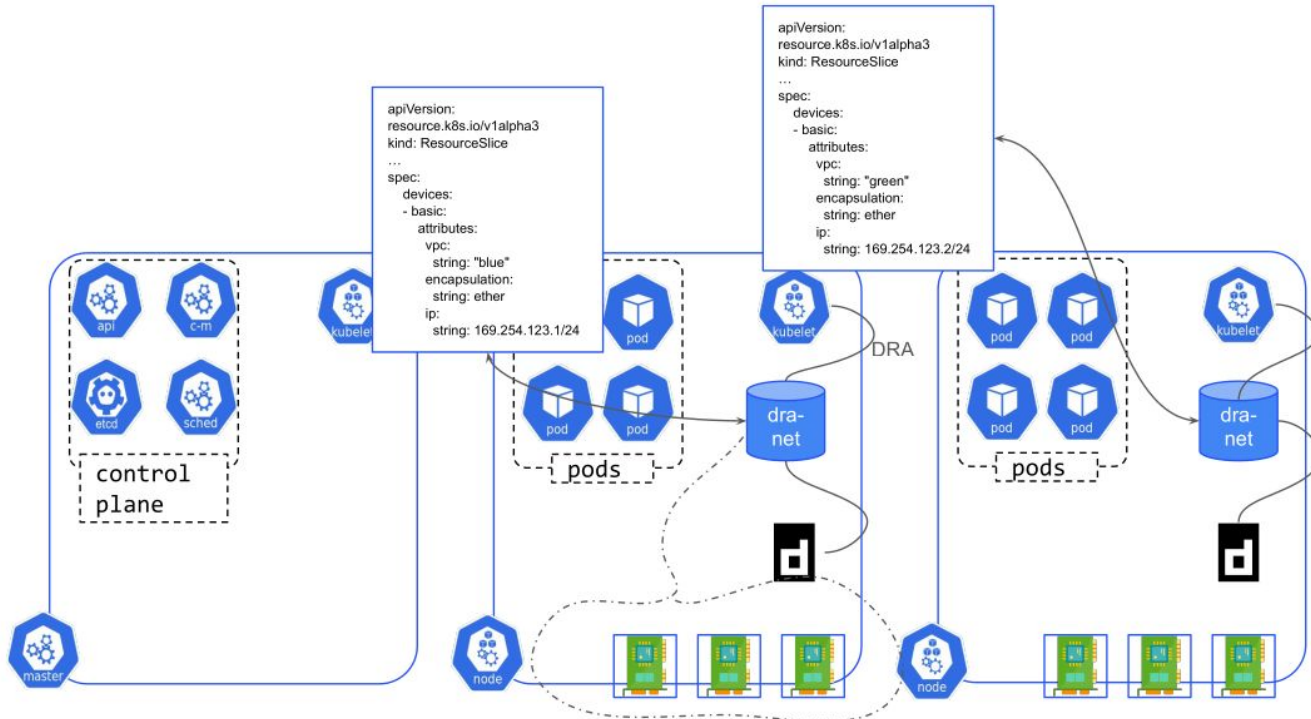 apiVersion:
resource.k8s.io/v1alpha3
kind: ResourceSlice
…
spec:
devices:
- basic:
attributes:
vpc:
string: "blue"
encapsulation:
string: ether
ip:
string: 169.254.123.1/24
apiVersion:
resource.k8s.io/v1alpha3
kind: ResourceSlice
…
spec:
devices:
- basic:
attributes:
vpc:
string: "green"
encapsulation:
string: ether
ip:
string: 169.254.123.2/24
api
c-m
etcd
sched
control
plane
kubelet
master
pod
pod
pod
pods
kubelet
DRA
dra-
net
d
node
pod
pod
pod
pod
pods
kubelet
dra-
net
d
node